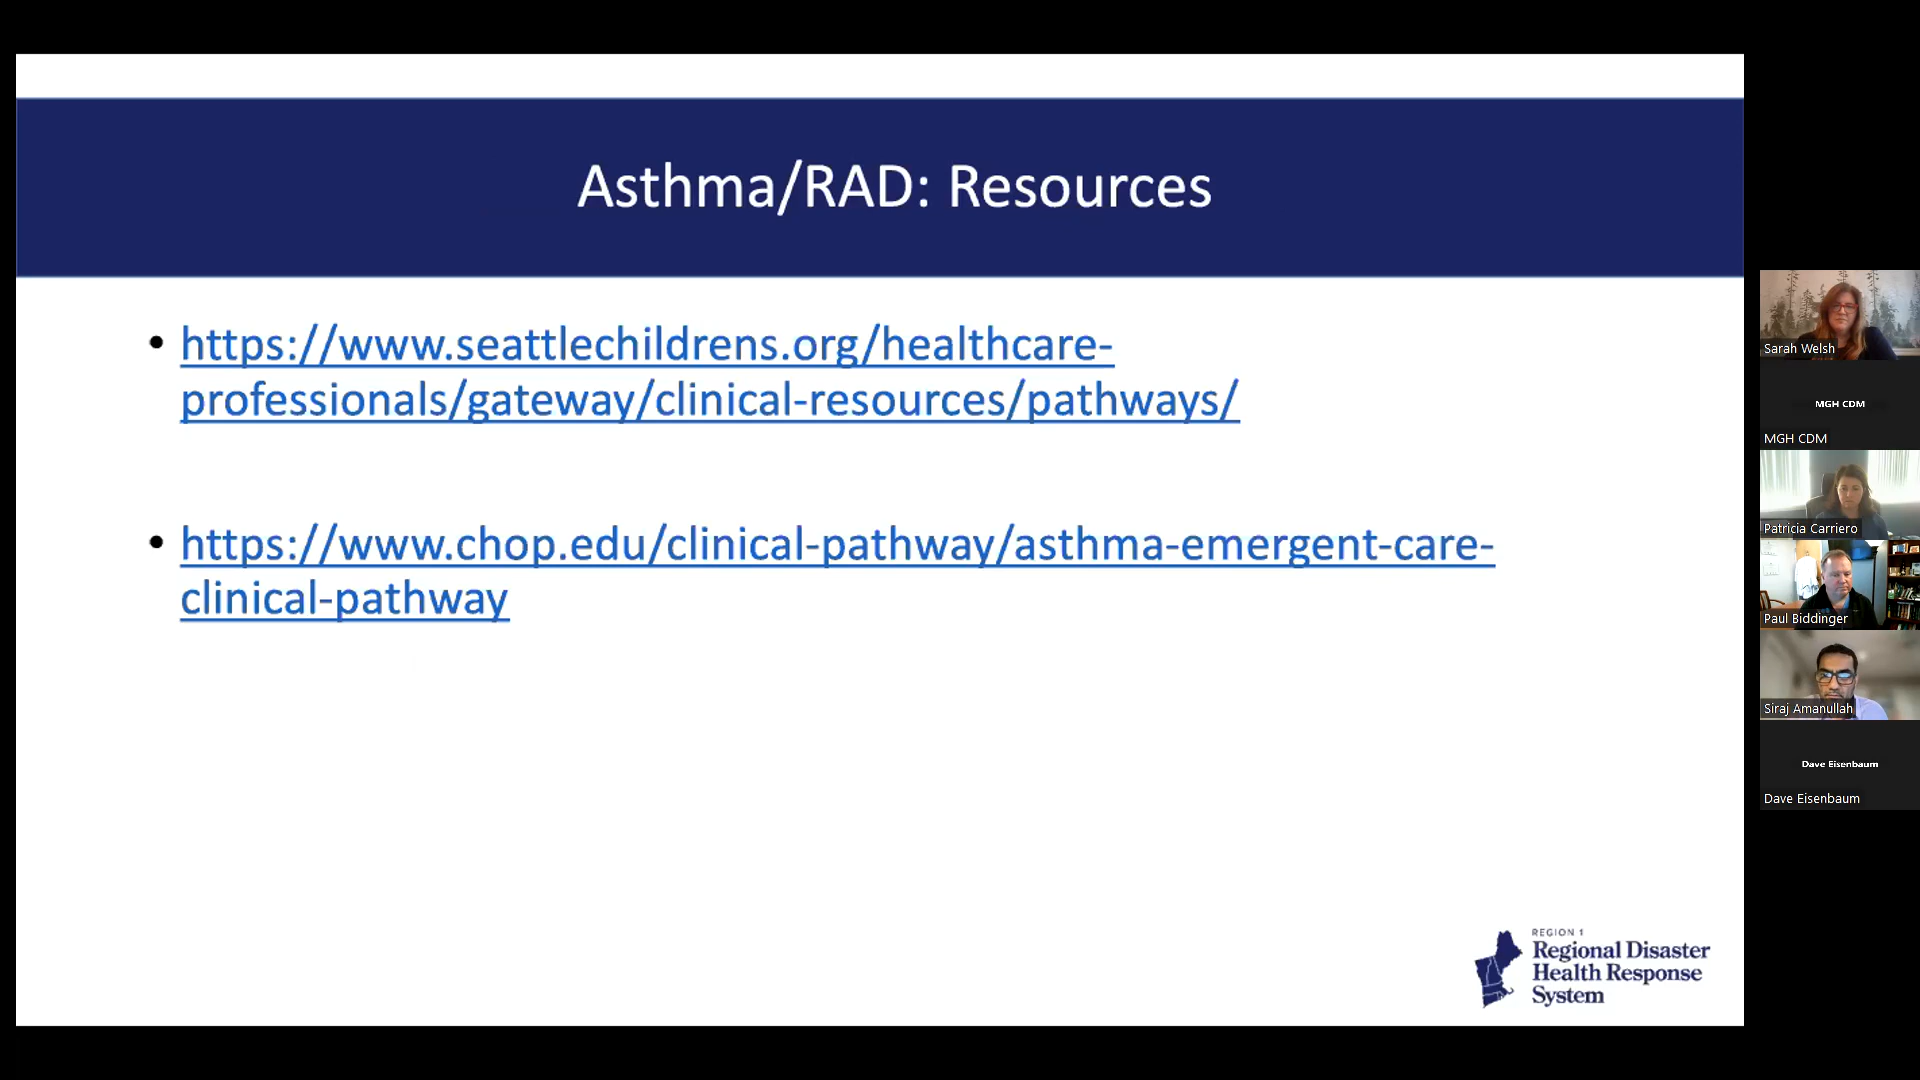 Asthma/RAD: Resources
• https://www.seattlechildrens.org/healthcare-
professionals/gateway/clinical-resources/pathways/
• https://www.chop.edu/clinical-pathway/asthma-emergent-care-
clinical-pathway
REGION 1
Regional Disaster
Health Response
System
Sarah Welsh
MGH CDM
MGH CDM
Patricia Carriero
Paul Biddinger
Siraj Amanullah
Dave Eisenbaum
Dave Eisenbaum